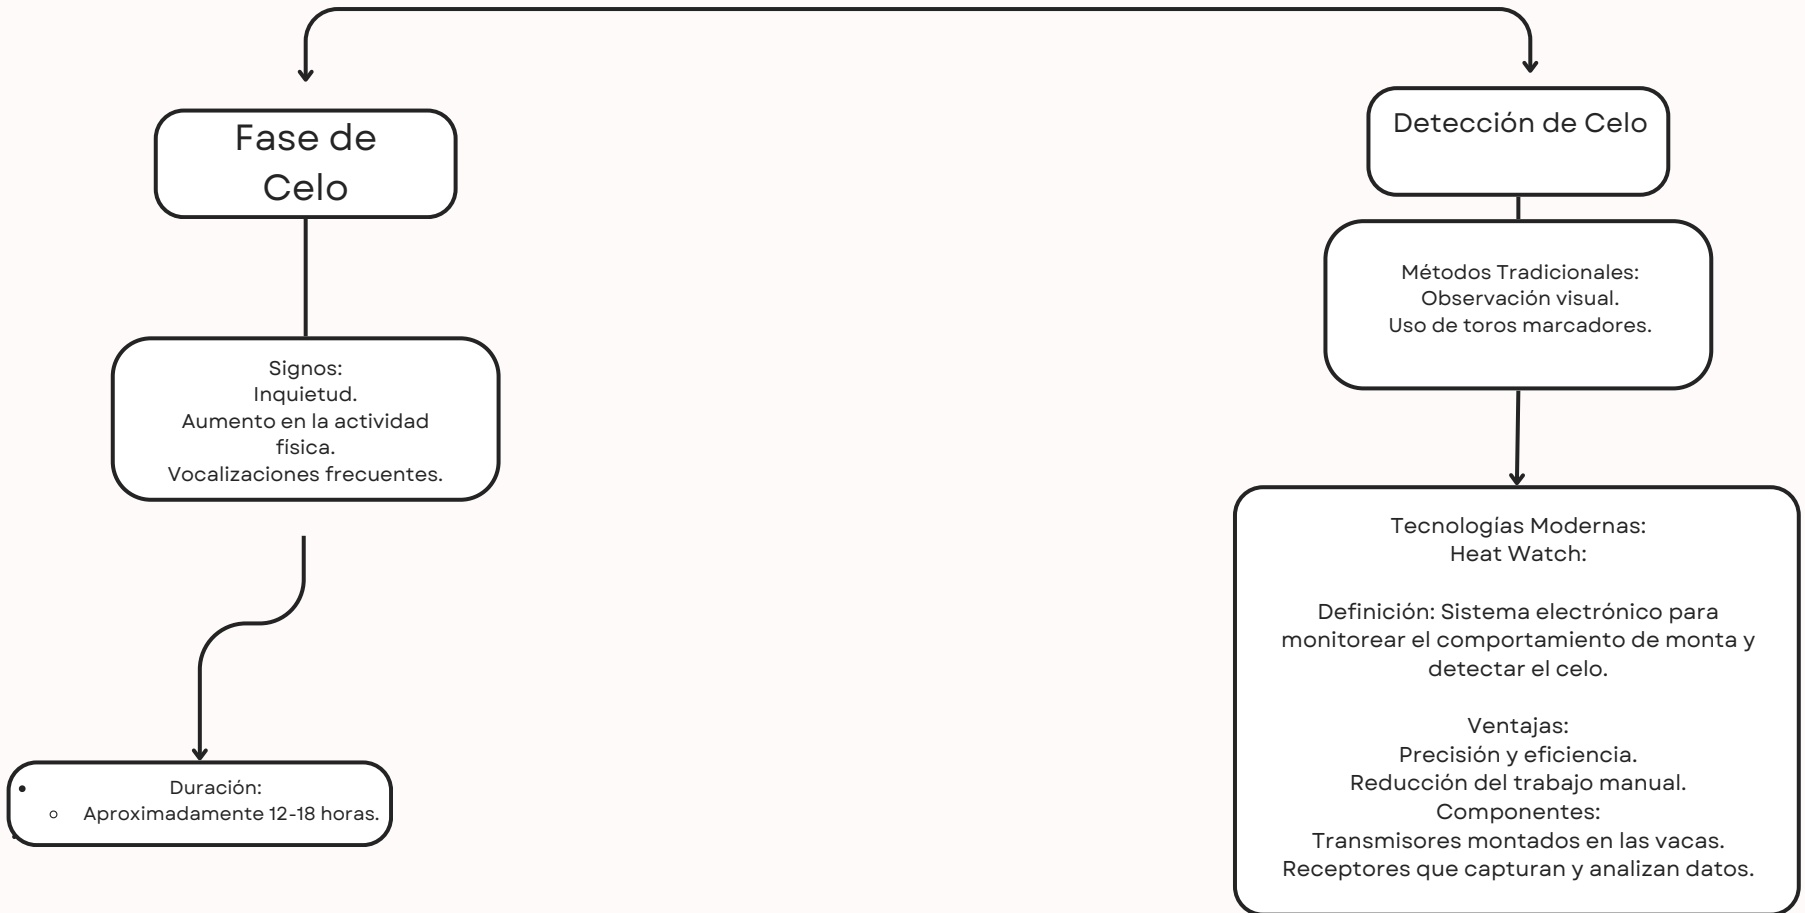 Fase de
Celo
Signos:
Inquietud.
Aumento en la actividad
física.
Vocalizaciones frecuentes.
Duración:
Aproximadamente 12-18 horas.
Detección de Celo
Métodos Tradicionales:
Observación visual.
Uso de toros marcadores.
Tecnologías Modernas:
Heat Watch:
Definición: Sistema electrónico para
monitorear el comportamiento de monta y
detectar el celo.
Ventajas:
Precisión y eficiencia.
Reducción del trabajo manual.
Componentes:
Transmisores montados en las vacas.
Receptores que capturan y analizan datos.